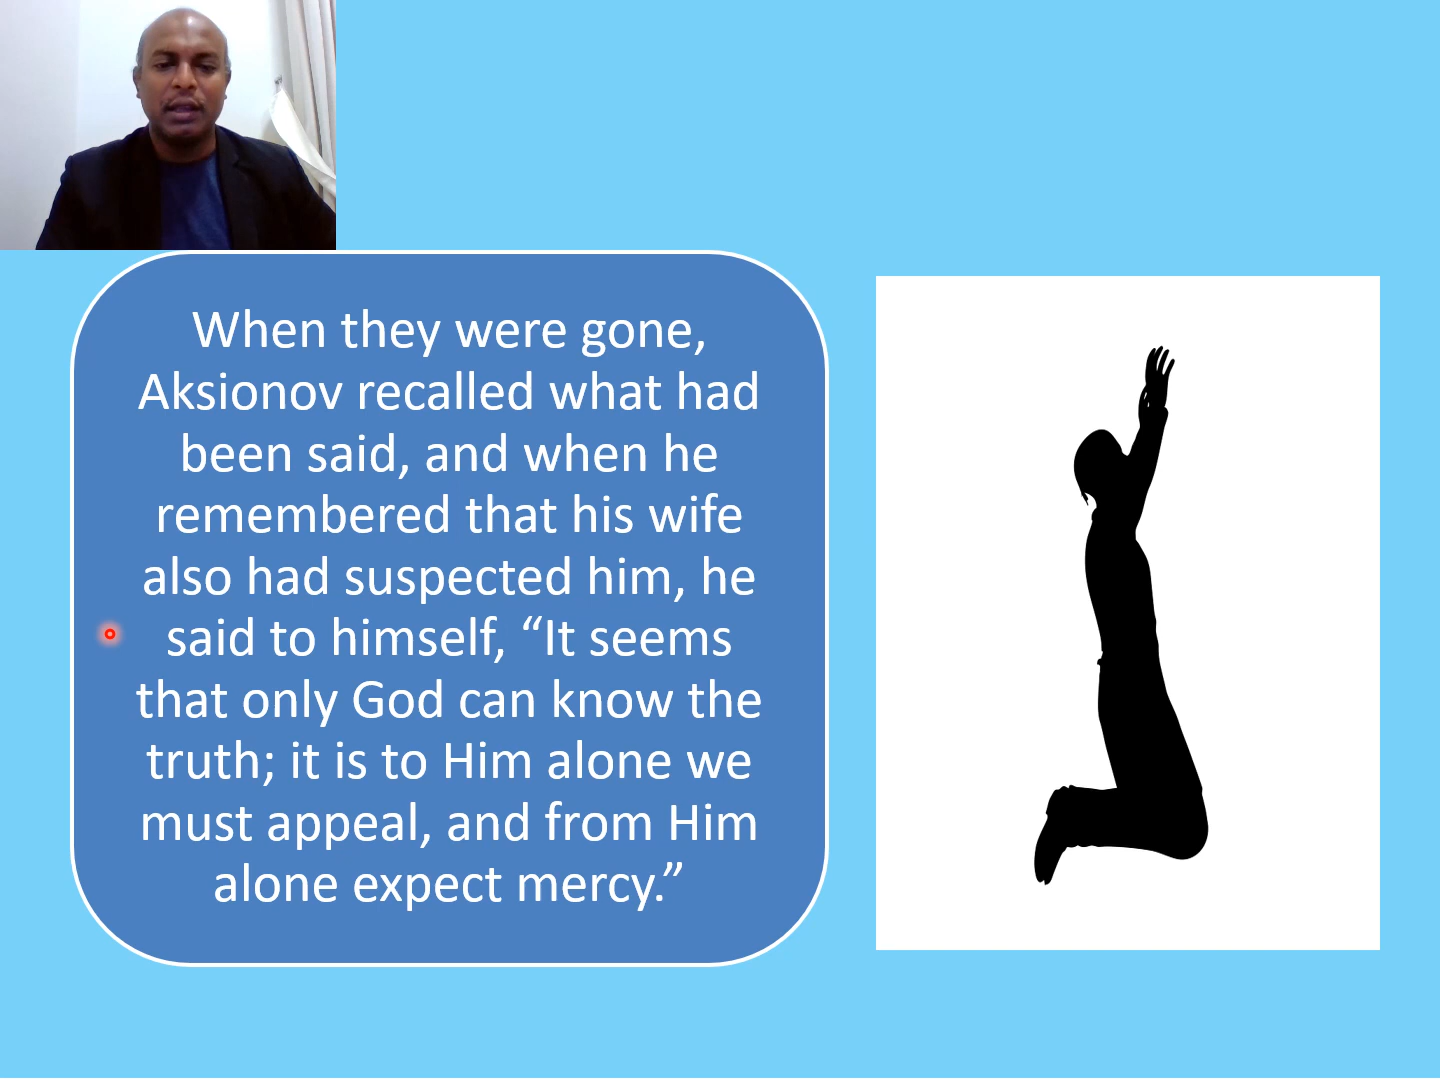 When they were gone,
Aksionov recalled what had
been said, and when he
remembered that his wife
also had suspected him, he
said to himself, “It seems
that only God can know the
truth; it is to Him alone we
must appeal, and from Him
alone expect mercy.”